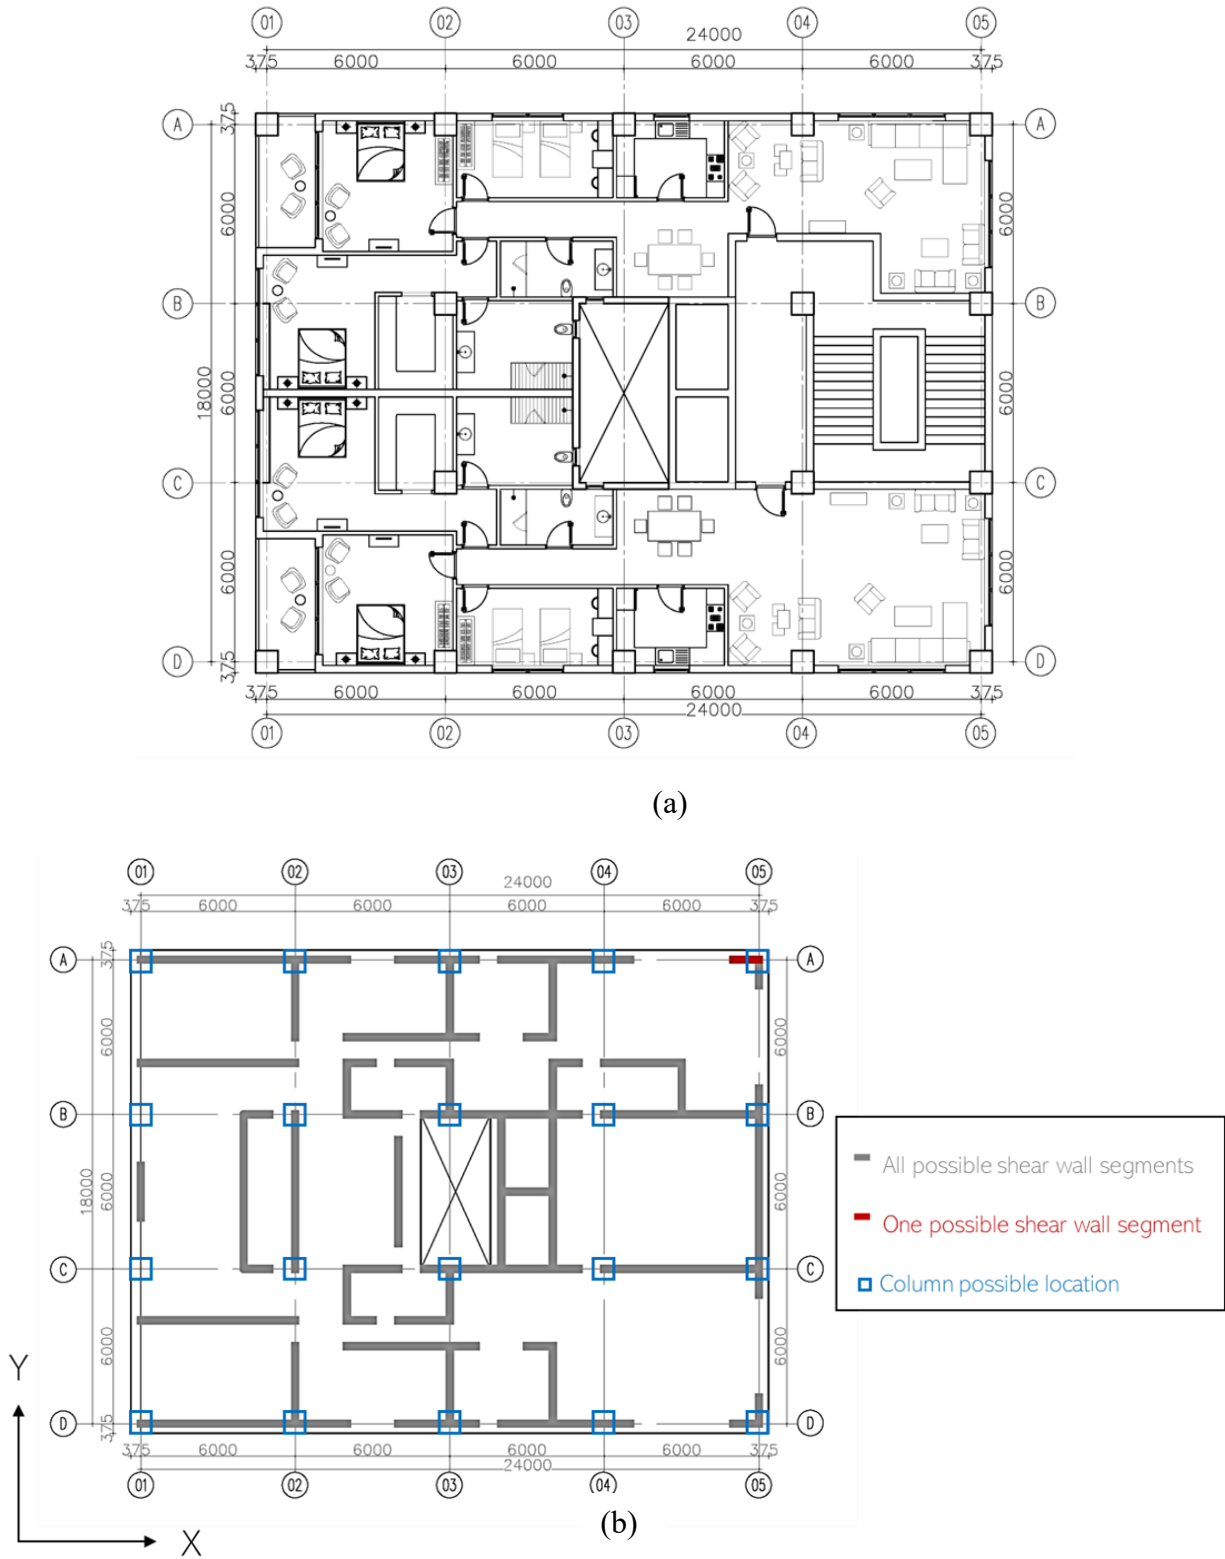 01 02 03 04 05
24000
375 6000 6000 6000 6000 375
A 375 A
6000 6000
B B
18000 6000 6000
C C
6000 6000
D 375 D
375 6000 6000 6000 6000 375
24000
01 02 03 04 05
(a)
01 02 03 04 05
24000
375 6000 6000 6000 6000 375
A 375 A
6000 6000
B B
18000 6000 6000
All possible shear wall segments
One possible shear wall segment
C C
Column possible location
6000 6000
Y
D 375 D
375 6000 6000 6000 6000 375
24000
01 02 03 04 05
(b)
X